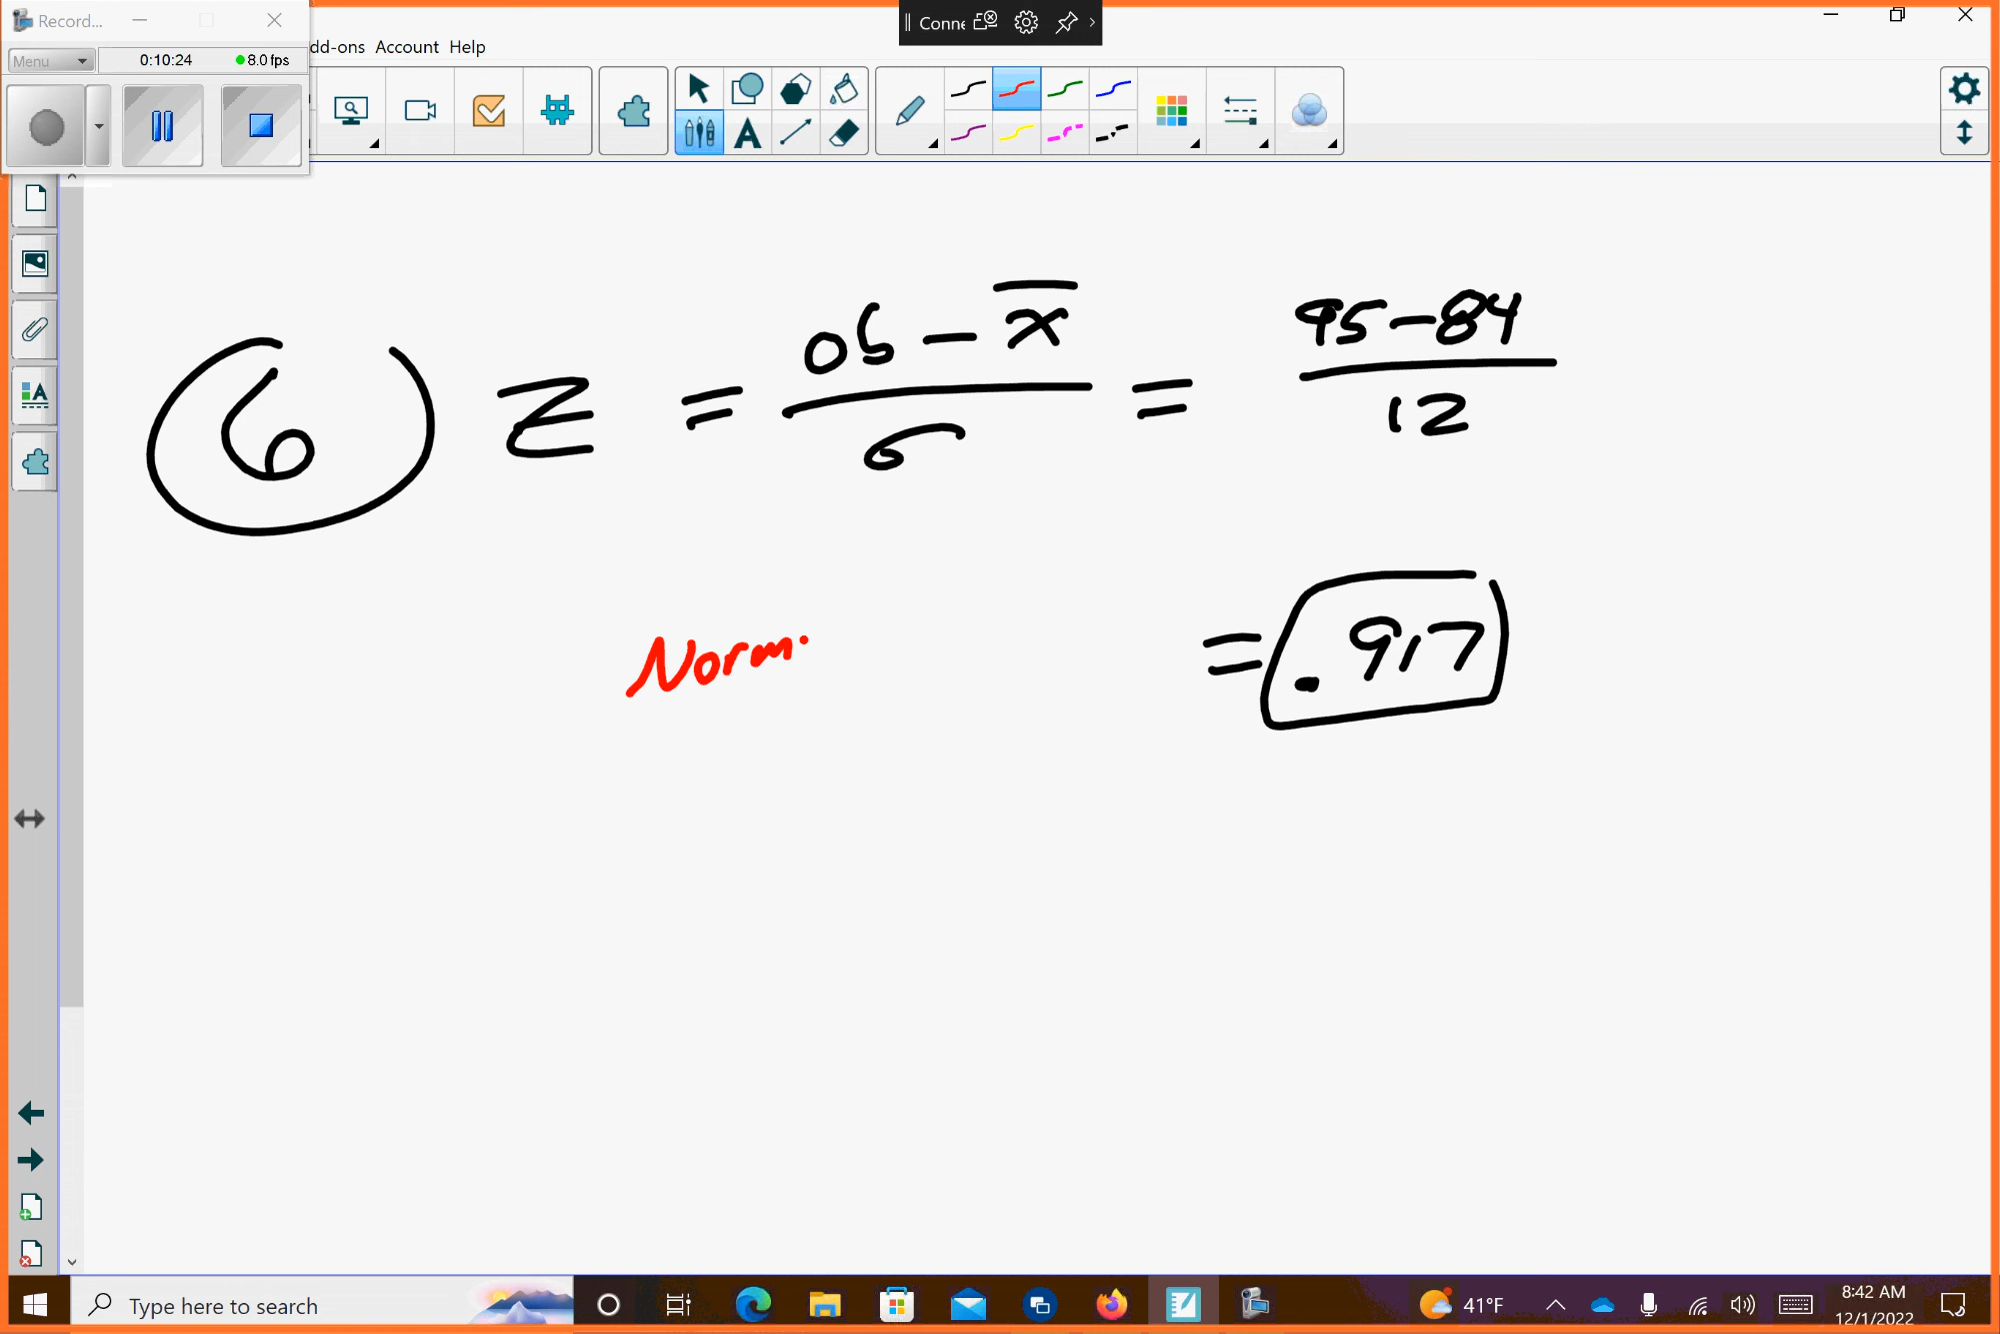 Record...
Conne
Menu 0:10:24 8.0 fps
dd-ons Account Help
6 Z = ob - x̅ / σ = 95-84 / 12
Norm.
= .917
Type here to search
41°F
8:42 AM
12/1/2022